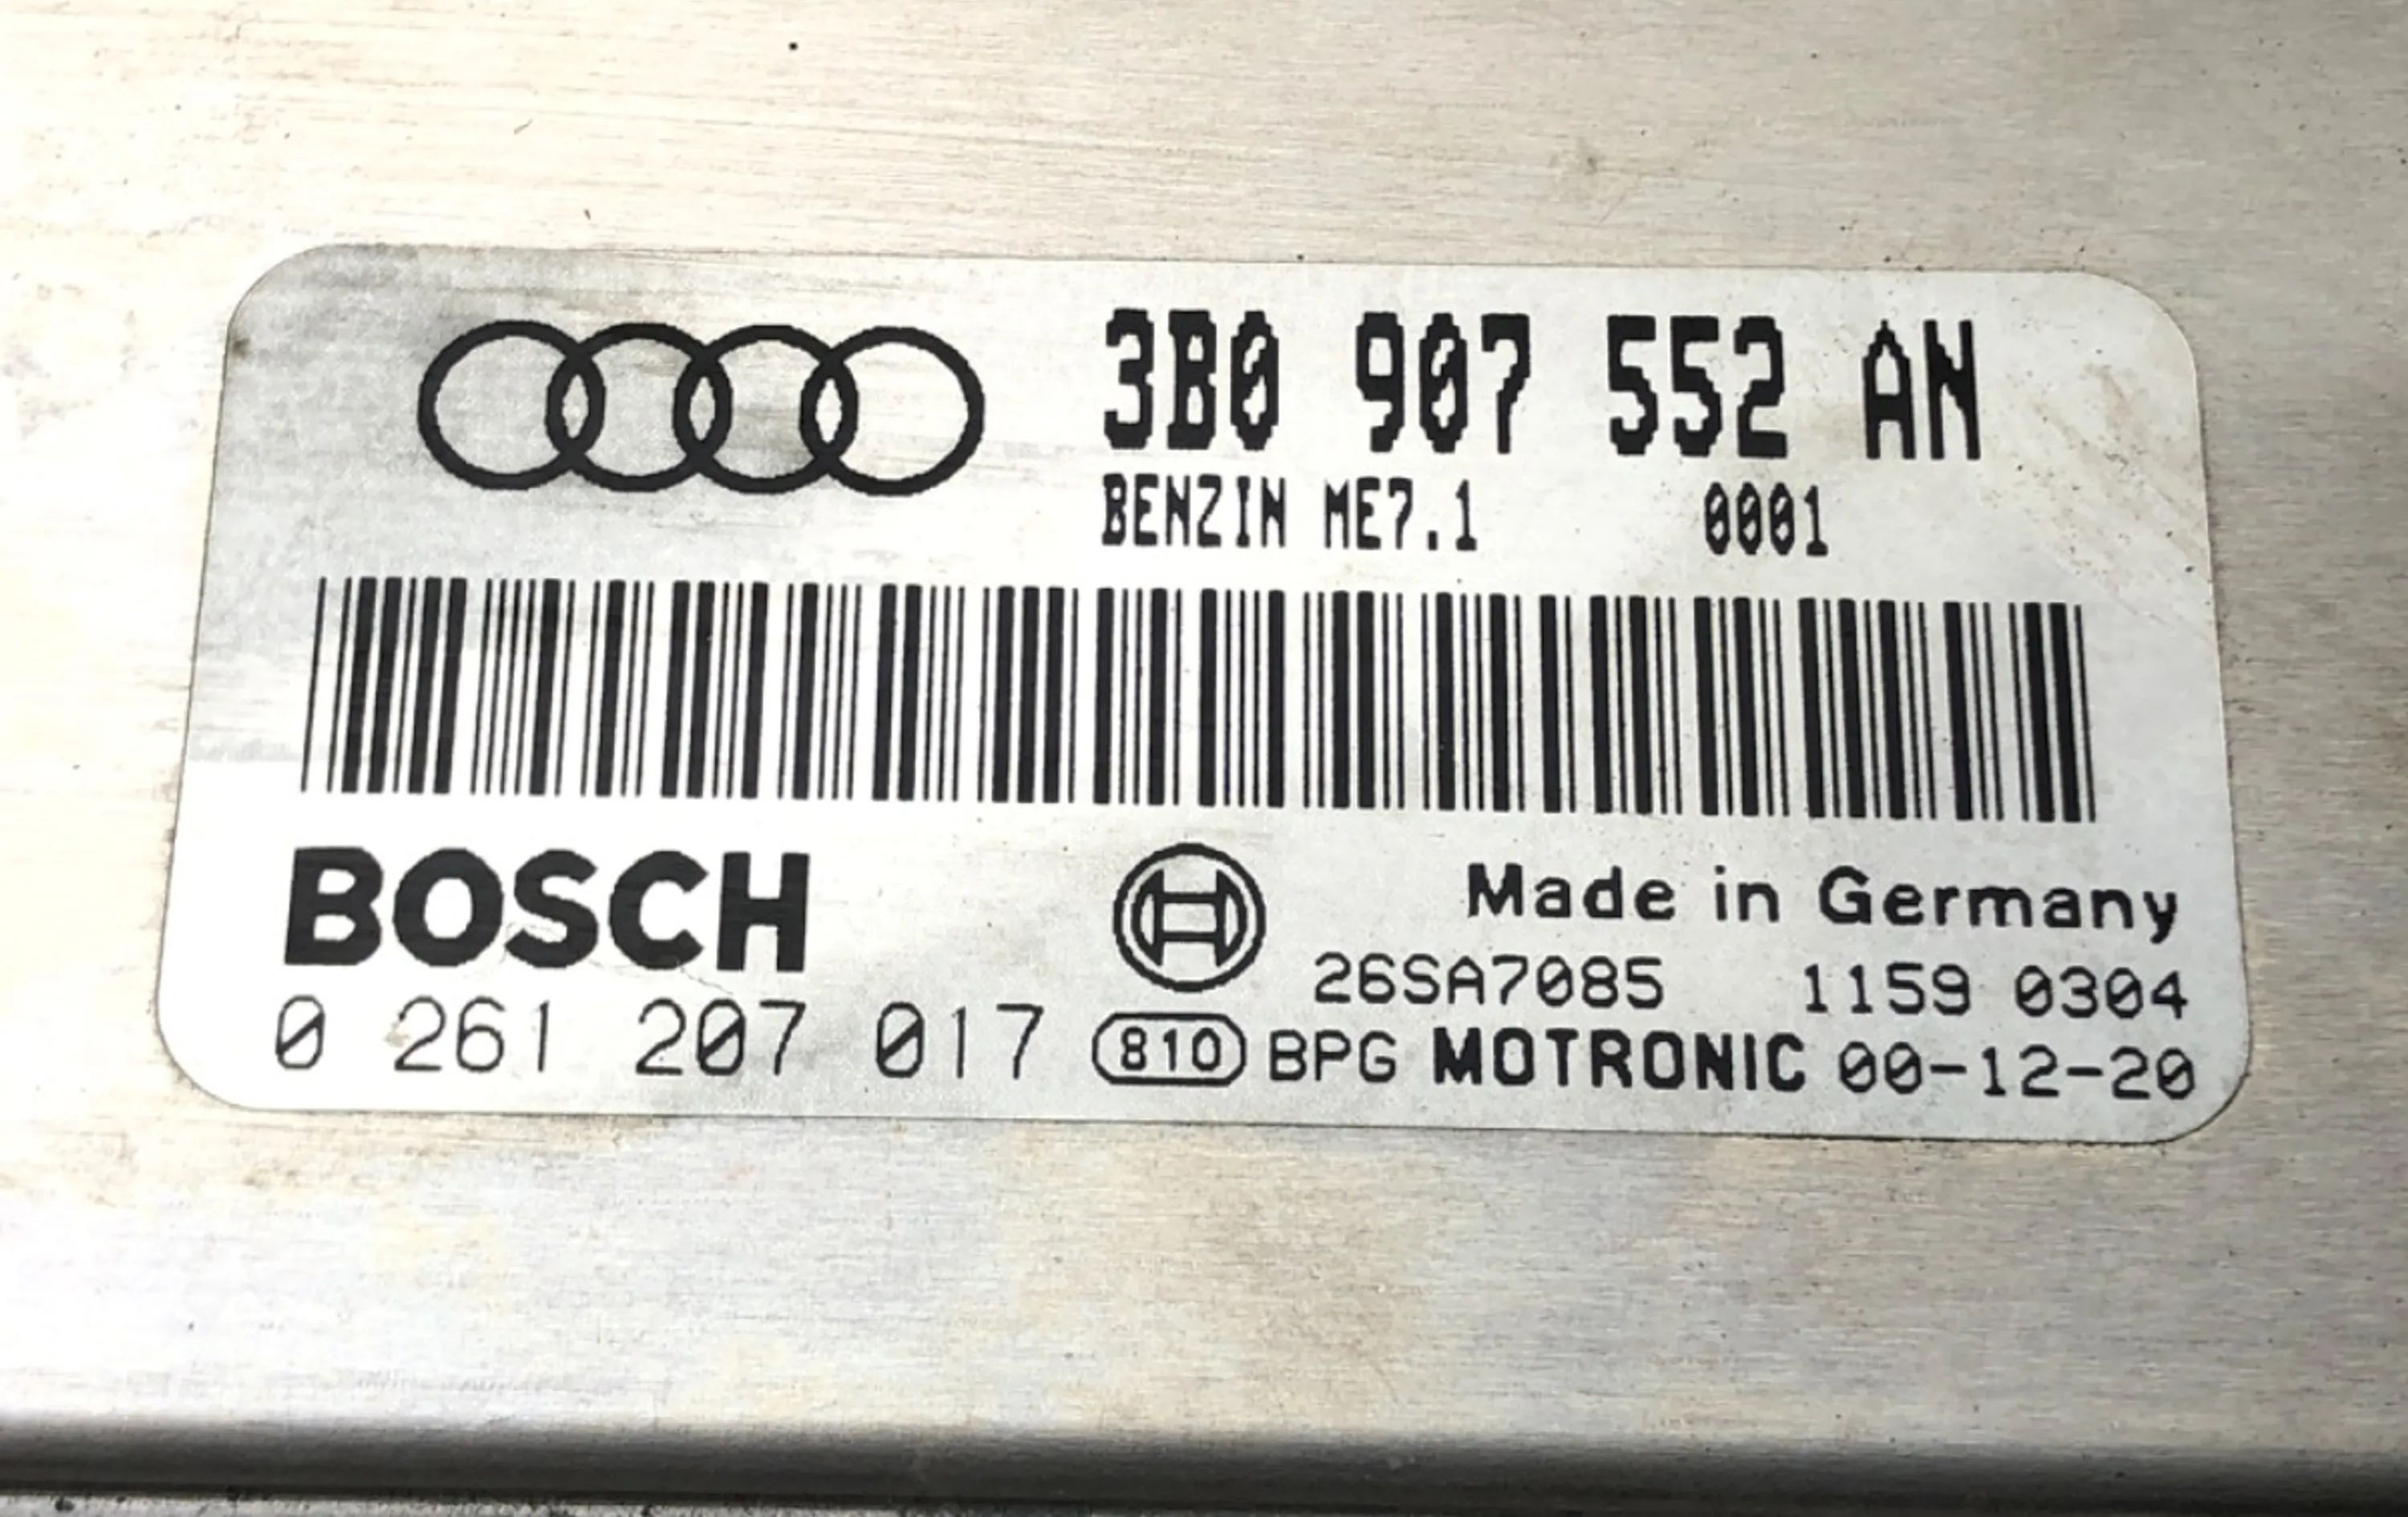 3B0 907 552 AN
BENZIN ME7.1 0001
BOSCH Made in Germany
26SA7085 1159 0304
0 261 207 017 810 BPG MOTRONIC 00-12-20